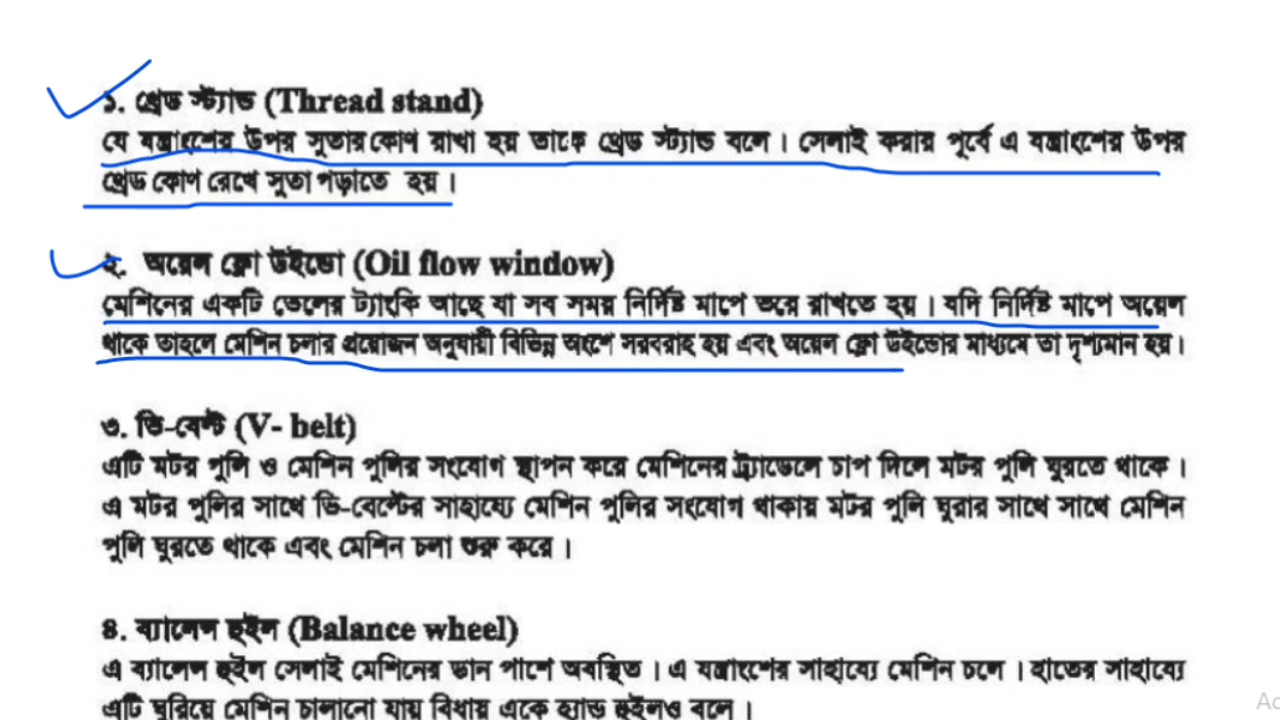 ১. থ্রেড স্ট্যান্ড (Thread stand)
যে যন্ত্রাংশের উপর সুতার কোণ রাখা হয় তাকে থ্রেড স্ট্যান্ড বলে। সেলাই করার পূর্বে এ যন্ত্রাংশের উপর
থ্রেড কোণ রেখে সুতা পড়াতে হয়।
২. অয়েল ফ্লো উইন্ডো (Oil flow window)
মেশিনের একটি তেলের ট্যাংকি আছে যা সব সময় নির্দিষ্ট মাপে ভরে রাখতে হয়। যদি নির্দিষ্ট মাপে অয়েল
থাকে তাহলে মেশিন চলার প্রয়োজন অনুযায়ী বিভিন্ন অংশে সরবরাহ হয় এবং অয়েল ফ্লো উইন্ডোর মাধ্যমে তা দৃশ্যমান হয়।
৩. ভি-বেল্ট (V- belt)
এটি মটর পুলি ও মেশিন পুলির সংযোগ স্থাপন করে মেশিনের ট্র্যাডেলে চাপ দিলে মটর পুলি ঘুরতে থাকে।
এ মটর পুলির সাথে ভি-বেল্টের সাহায্যে মেশিন পুলির সংযোগ থাকায় মটর পুলি ঘুরার সাথে সাথে মেশিন
পুলি ঘুরতে থাকে এবং মেশিন চলা শুরু করে।
৪. ব্যালেন্স হুইল (Balance wheel)
এ ব্যালেন্স হুইল সেলাই মেশিনের ডান পাশে অবস্থিত। এ যন্ত্রাংশের সাহায্যে মেশিন চলে। হাতের সাহায্যে
এটি ঘুরিয়ে মেশিন চালানো যায় বিধায় একে হ্যান্ড হুইলও বলে।